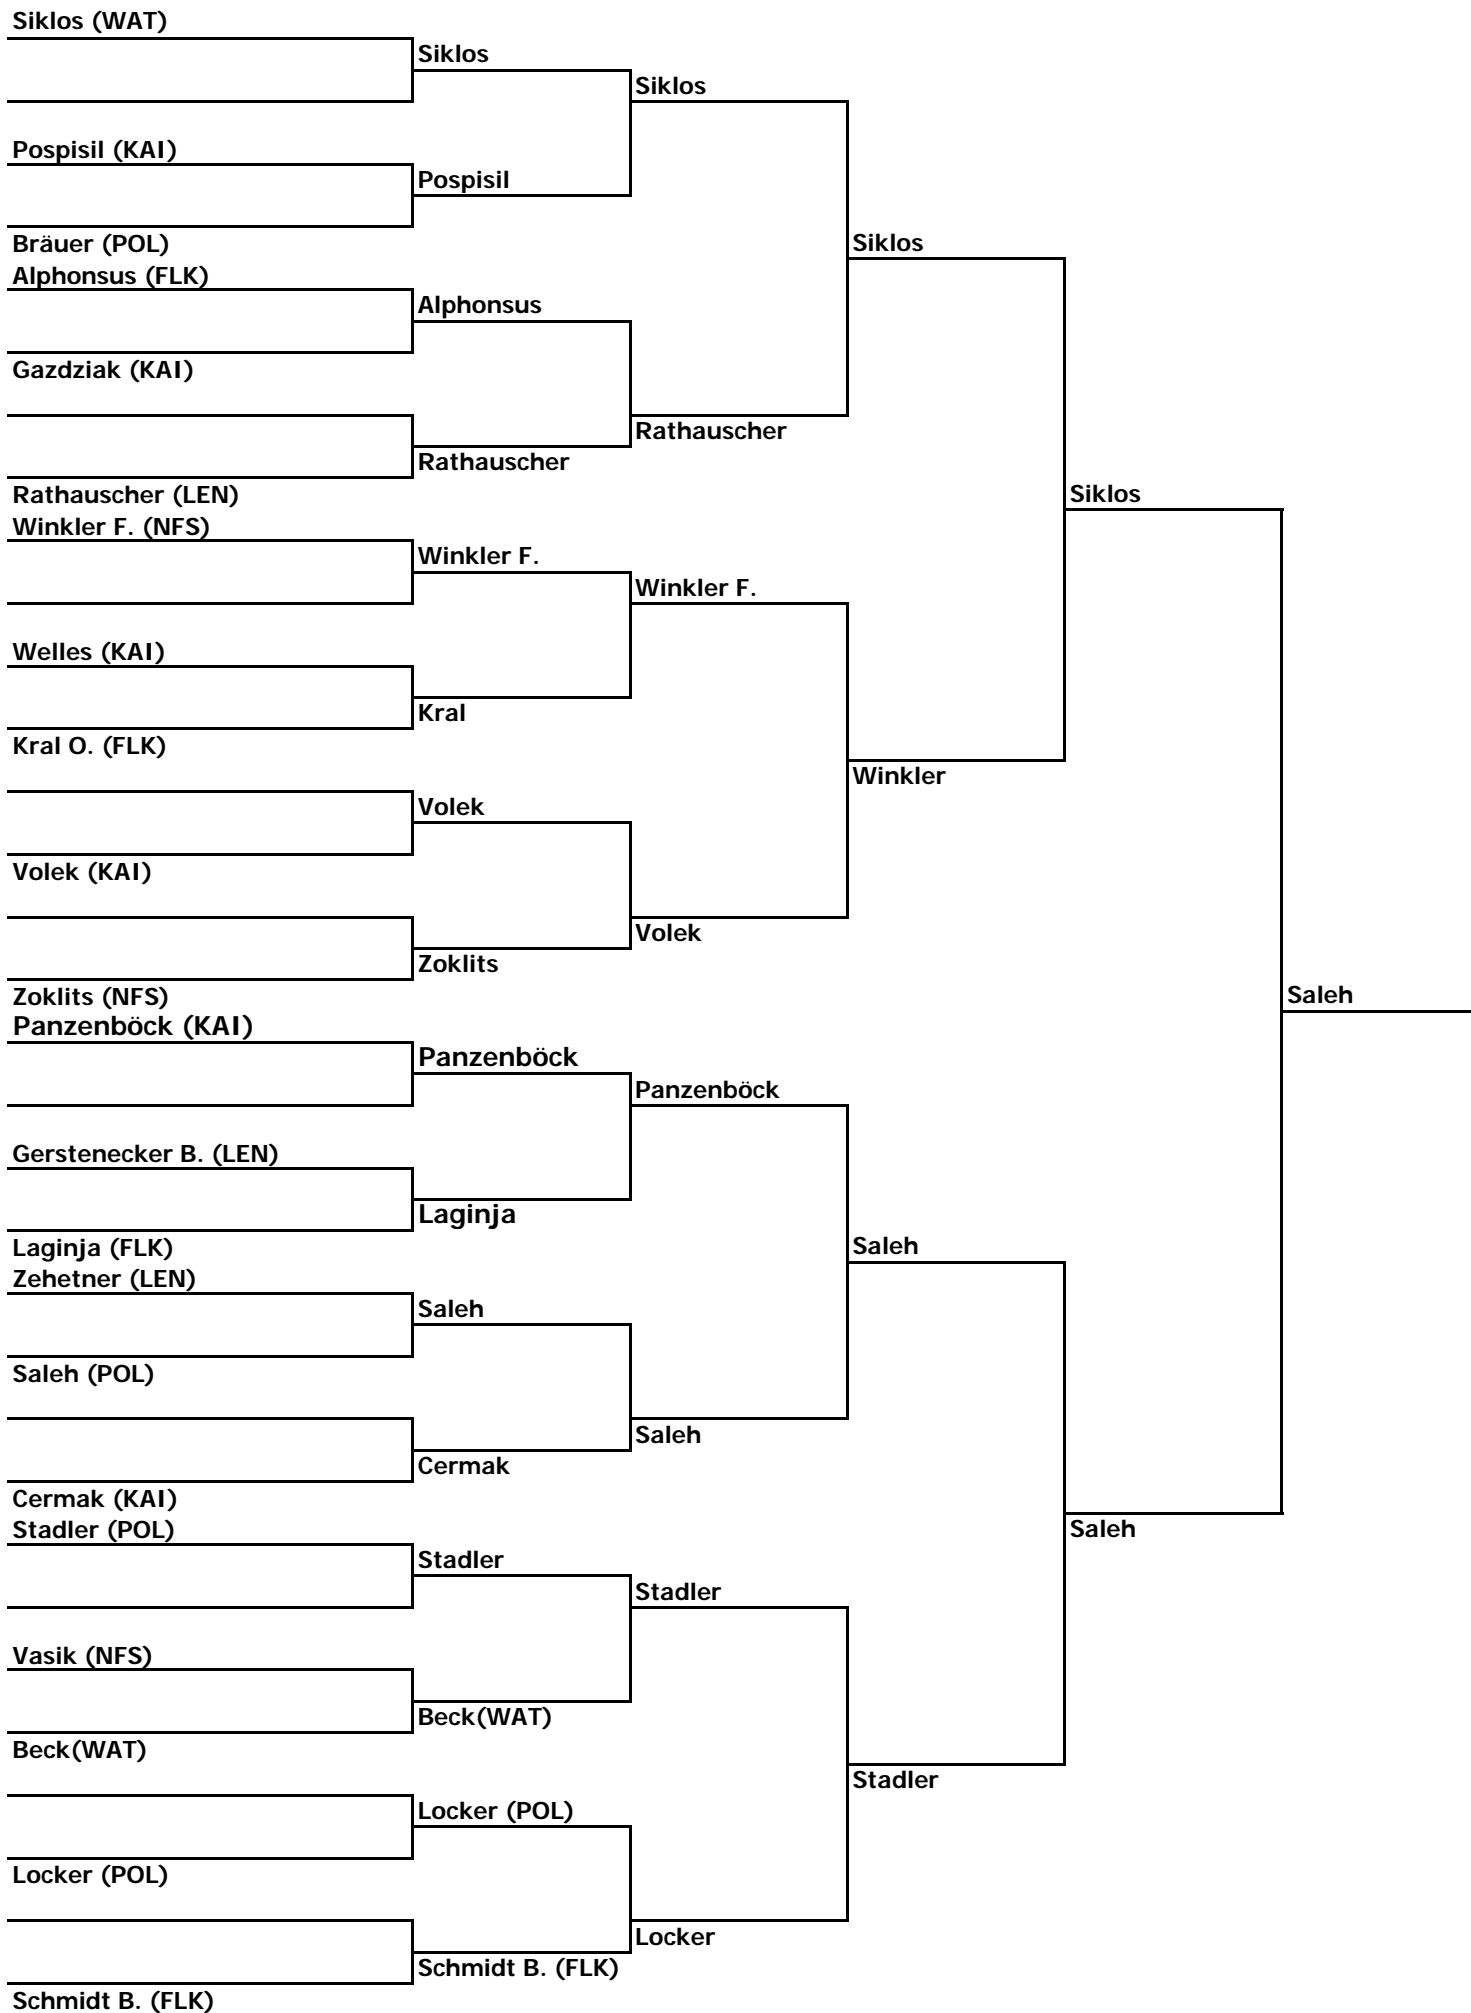 Siklos (WAT)
Siklos
Siklos
Pospisil (KAI)
Pospisil
Bräuer (POL)
Siklos
Alphonsus (FLK)
Alphonsus
Gazdziak (KAI)
Rathauscher
Rathauscher
Rathauscher (LEN)
Siklos
Winkler F. (NFS)
Winkler F.
Winkler F.
Welles (KAI)
Kral
Kral O. (FLK)
Winkler
Volek
Volek (KAI)
Volek
Zoklits
Zoklits (NFS)
Saleh
Panzenböck (KAI)
Panzenböck
Panzenböck
Gerstenecker B. (LEN)
Laginja
Laginja (FLK)
Saleh
Zehetner (LEN)
Saleh
Saleh (POL)
Saleh
Cermak
Cermak (KAI)
Stadler (POL)
Saleh
Stadler
Stadler
Vasik (NFS)
Beck(WAT)
Beck(WAT)
Stadler
Locker (POL)
Locker (POL)
Locker
Schmidt B. (FLK)
Schmidt B. (FLK)